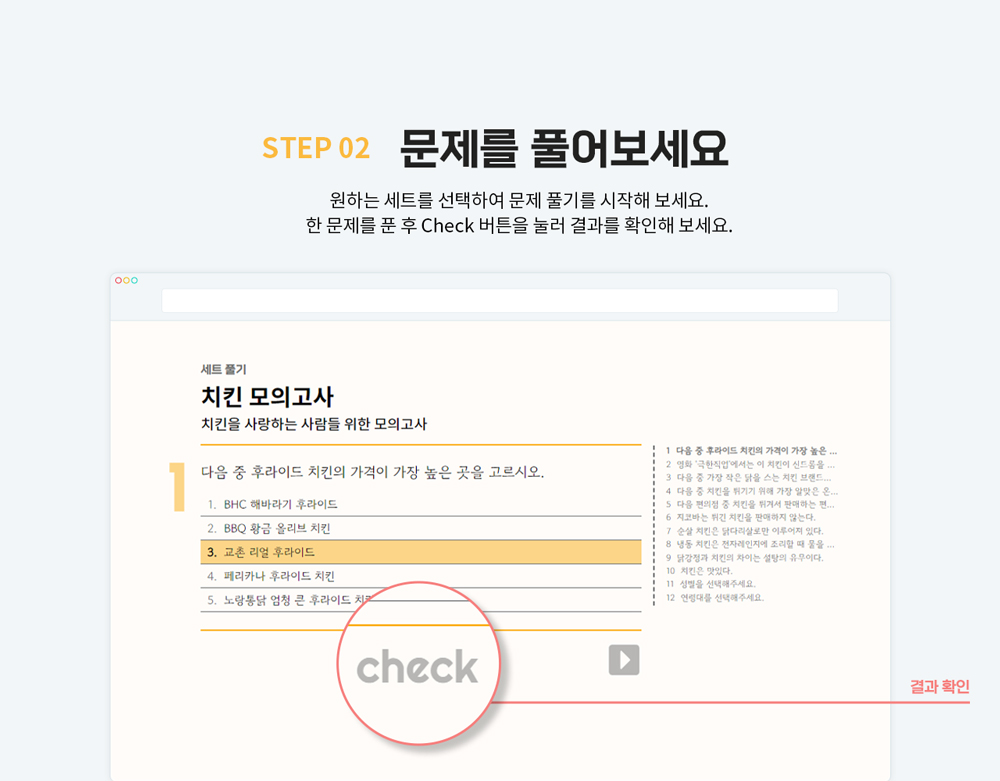 STEP 02 문제를 풀어보세요
원하는 세트를 선택하여 문제 풀기를 시작해 보세요.
한 문제를 푼 후 Check 버튼을 눌러 결과를 확인해 보세요.
세트 풀기
치킨 모의고사
치킨을 사랑하는 사람들 위한 모의고사
1 다음 중 후라이드 치킨의 가격이 가장 높은 곳을 고르시오.
1. BHC 해바라기 후라이드
2. BBQ 황금 올리브 치킨
3. 교촌 리얼 후라이드
4. 페리카나 후라이드 치킨
5. 노랑통닭 엄청 큰 후라이드
check
결과 확인
1 다음 중 후라이드 치킨의 가격이 가장 높은 ...
2 영화 '극한직업'에서는 이 치킨이 신드롬을 ...
3 다음 중 가장 작은 닭을 쓰는 치킨 브랜드...
4 다음 중 치킨을 튀기기 위해 가장 알맞은 온...
5 다음 편의점 중 치킨을 튀겨서 판매하는 편...
6 지코바는 튀긴 치킨을 판매하지 않는다.
7 순살 치킨은 닭다리살로만 이루어져 있다.
8 냉동 치킨은 전자레인지에 조리할 때 물을 ...
9 닭강정과 치킨의 차이는 설탕의 유무이다.
10 치킨은 맛있다.
11 성별을 선택해주세요.
12 연령대를 선택해주세요.